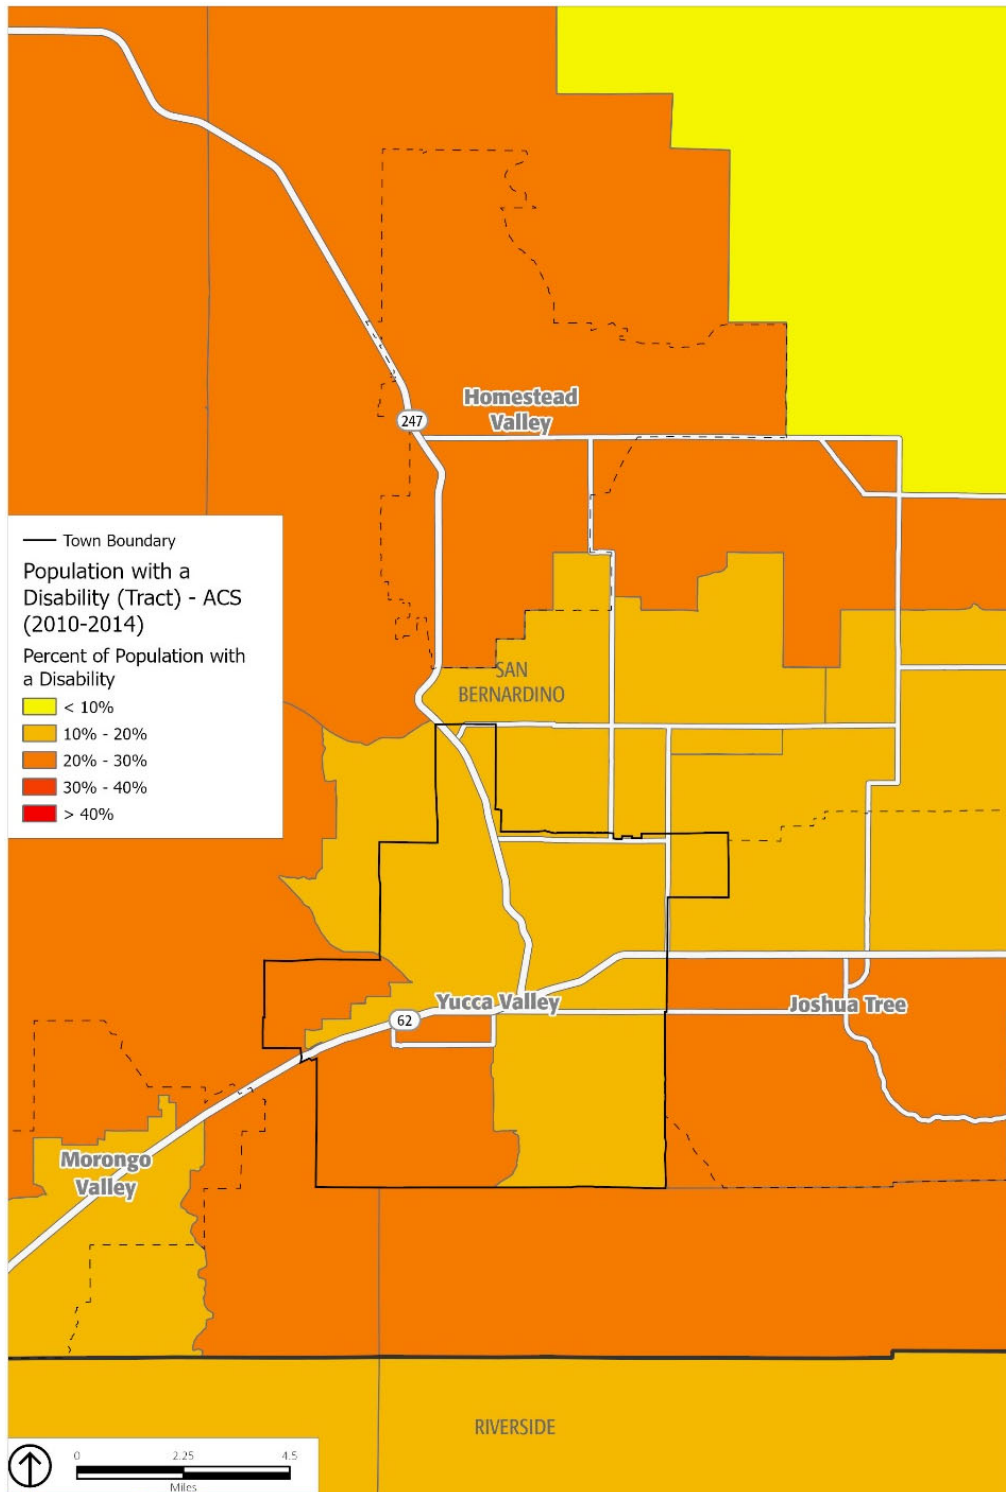 Homestead
Valley
247
Town Boundary
Population with a
Disability (Tract) - ACS
(2010-2014)
Percent of Population with
a Disability
< 10%
10% - 20%
20% - 30%
30% - 40%
> 40%
SAN
BERNARDINO
Yucca Valley
62
Joshua Tree
Morongo
Valley
RIVERSIDE
0 2.25 4.5
Miles